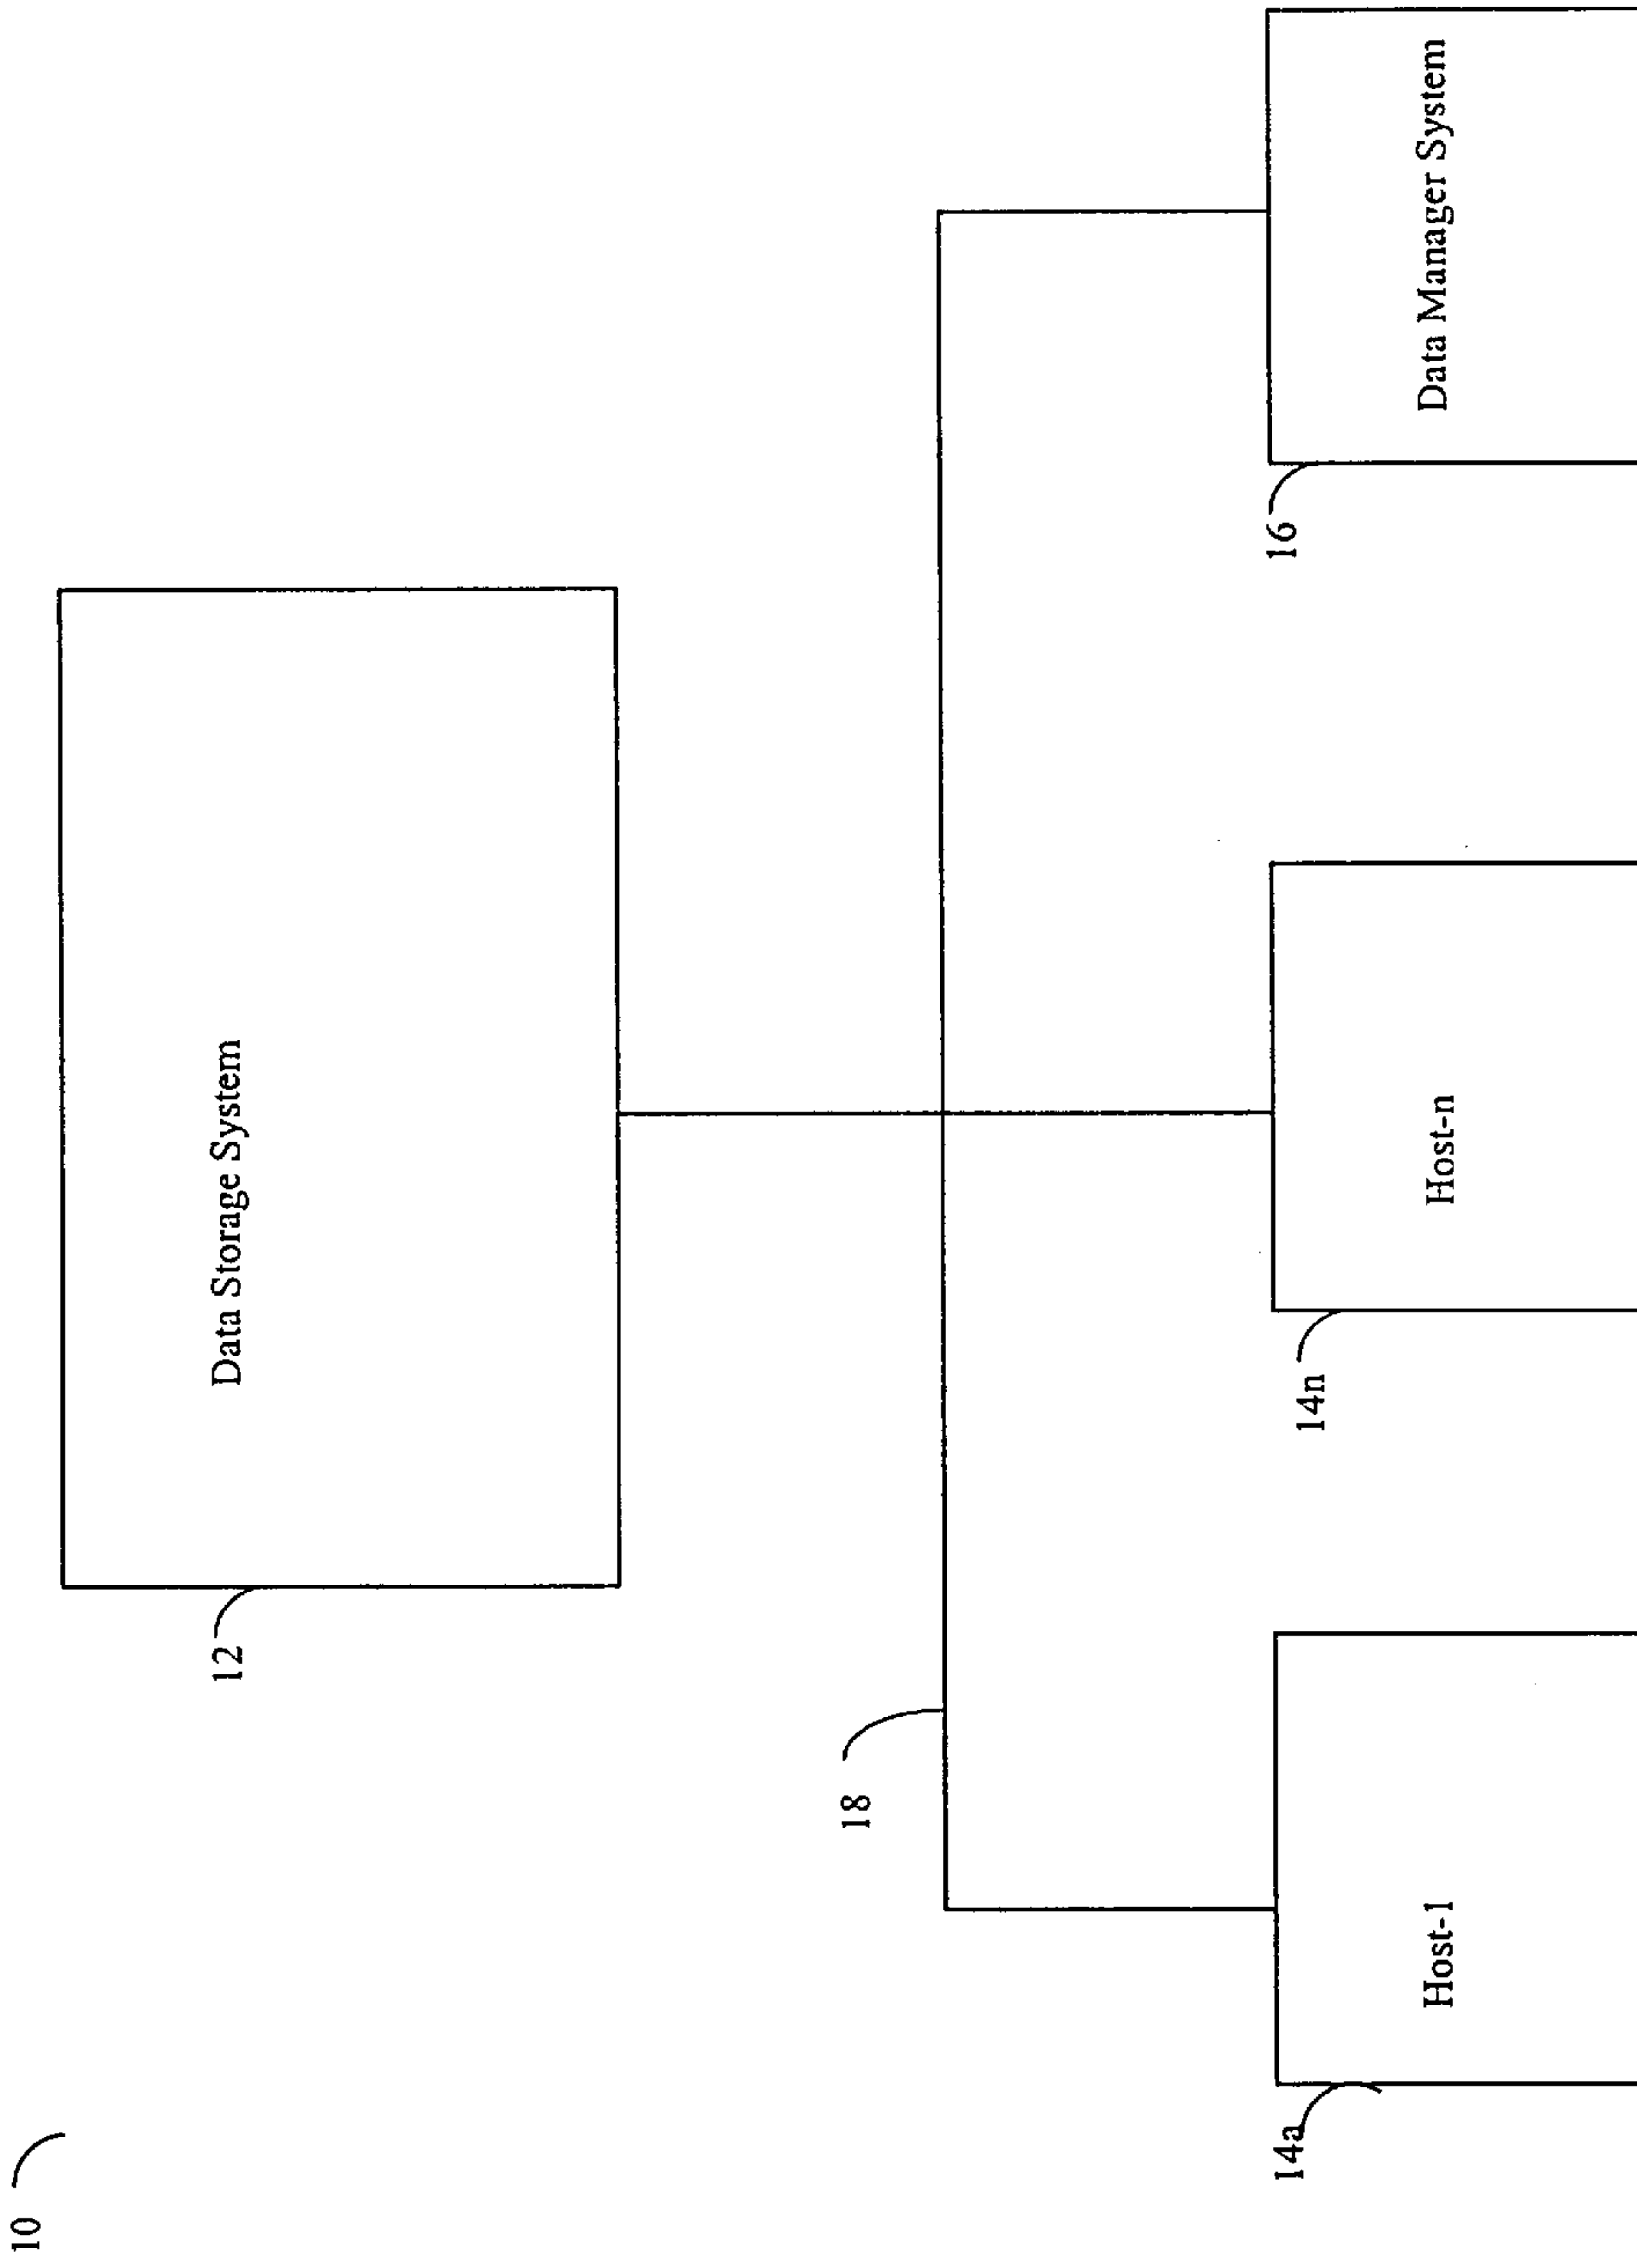 10
12
Data Storage System
18
14a
Host-1
14n
Host-n
16
Data Manager System